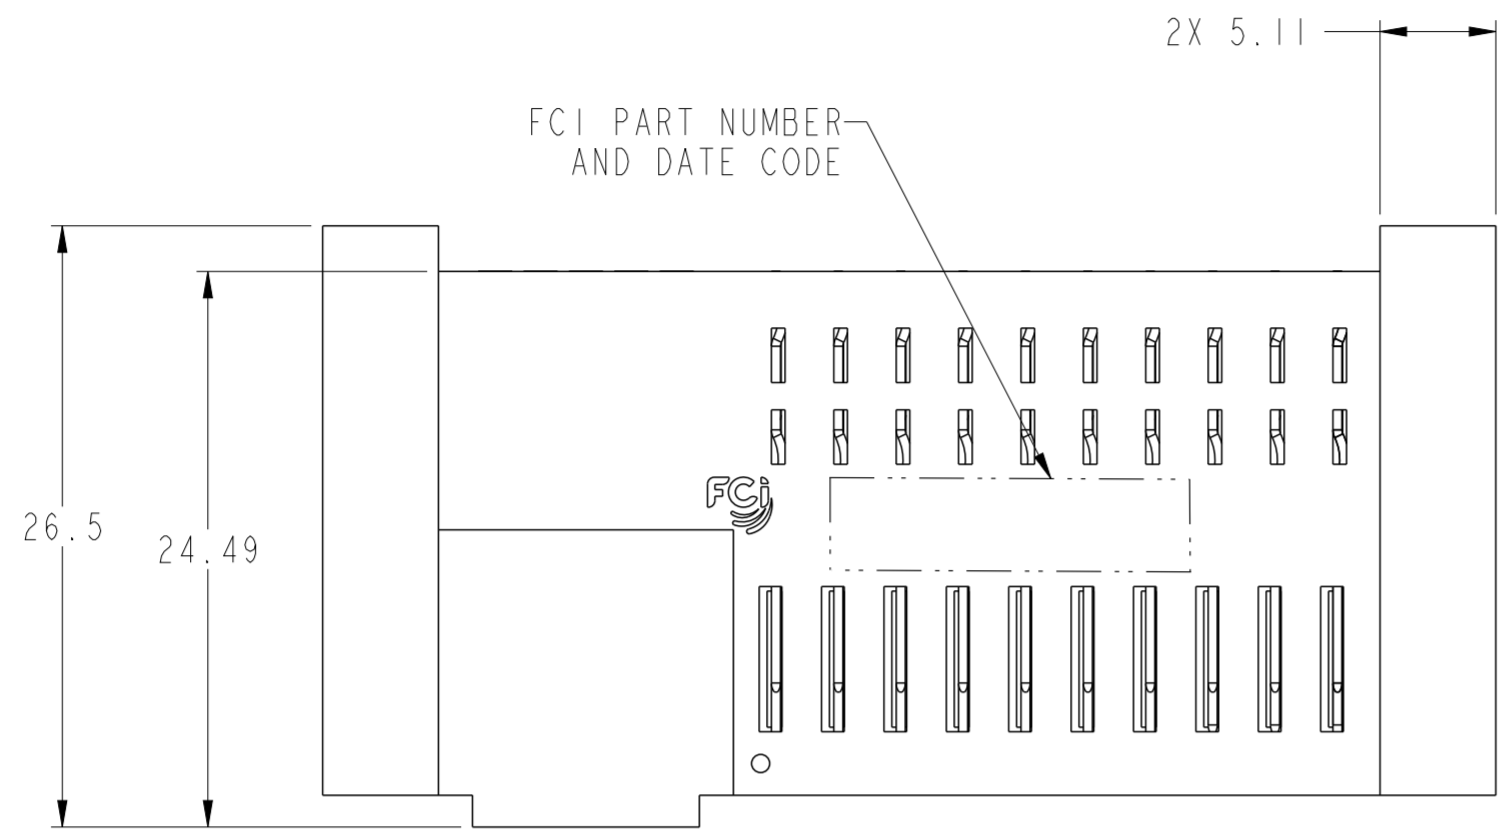 2X 5.11
FCI PART NUMBER
AND DATE CODE
26.5
24.49
FCi